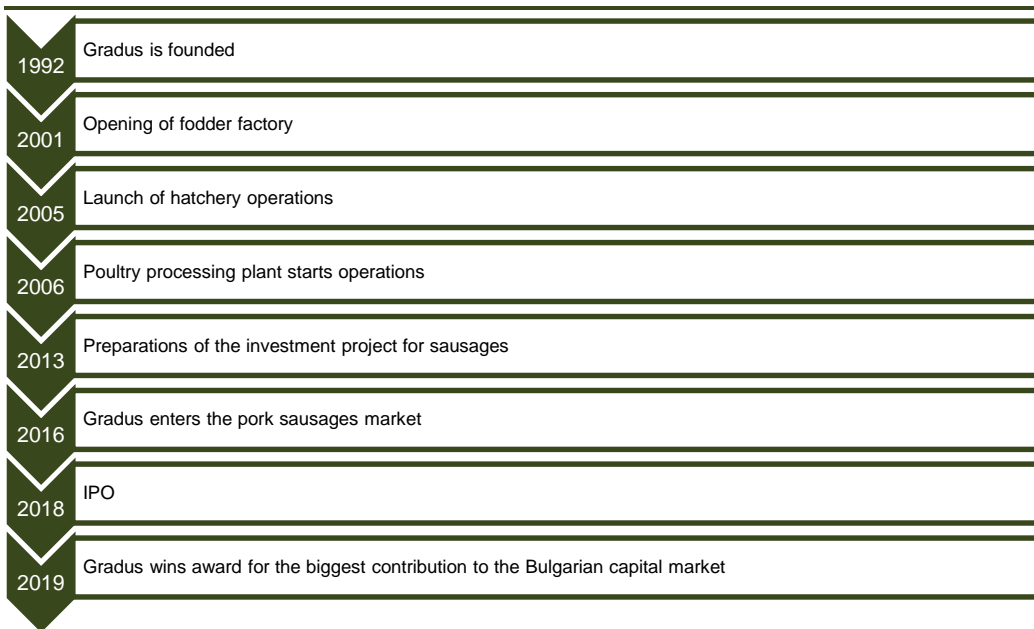 1992
Gradus is founded
2001
Opening of fodder factory
2005
Launch of hatchery operations
2006
Poultry processing plant starts operations
2013
Preparations of the investment project for sausages
2016
Gradus enters the pork sausages market
2018
IPO
2019
Gradus wins award for the biggest contribution to the Bulgarian capital market